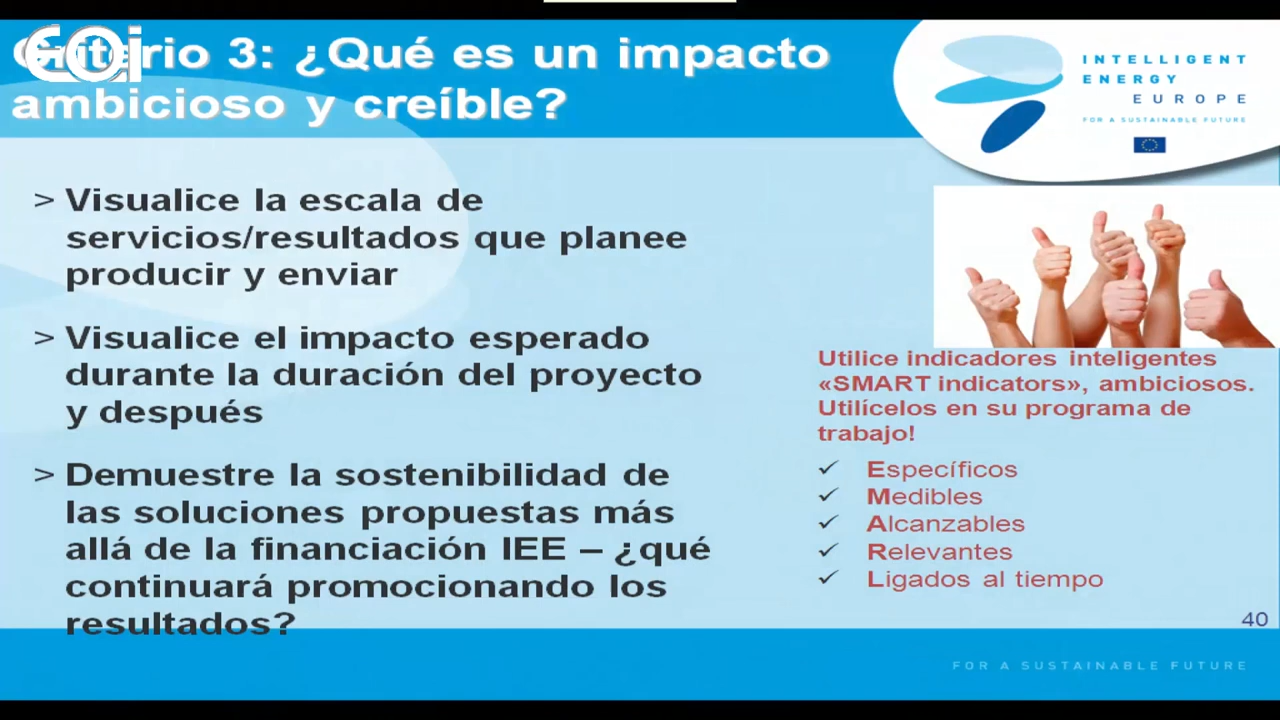 eoi
Criterio 3: ¿Qué es un impacto
ambicioso y creíble?
INTELLIGENT
ENERGY
EUROPE
FOR A SUSTAINABLE FUTURE
> Visualice la escala de
servicios/resultados que planee
producir y enviar
> Visualice el impacto esperado
durante la duración del proyecto
y después
> Demuestre la sostenibilidad de
las soluciones propuestas más
allá de la financiación IEE – ¿qué
continuará promocionando los
resultados?
Utilice indicadores inteligentes
«SMART indicators», ambiciosos.
Utilícelos en su programa de
trabajo!
✓ Específicos
✓ Medibles
✓ Alcanzables
✓ Relevantes
✓ Ligados al tiempo
40
FOR A SUSTAINABLE FUTURE